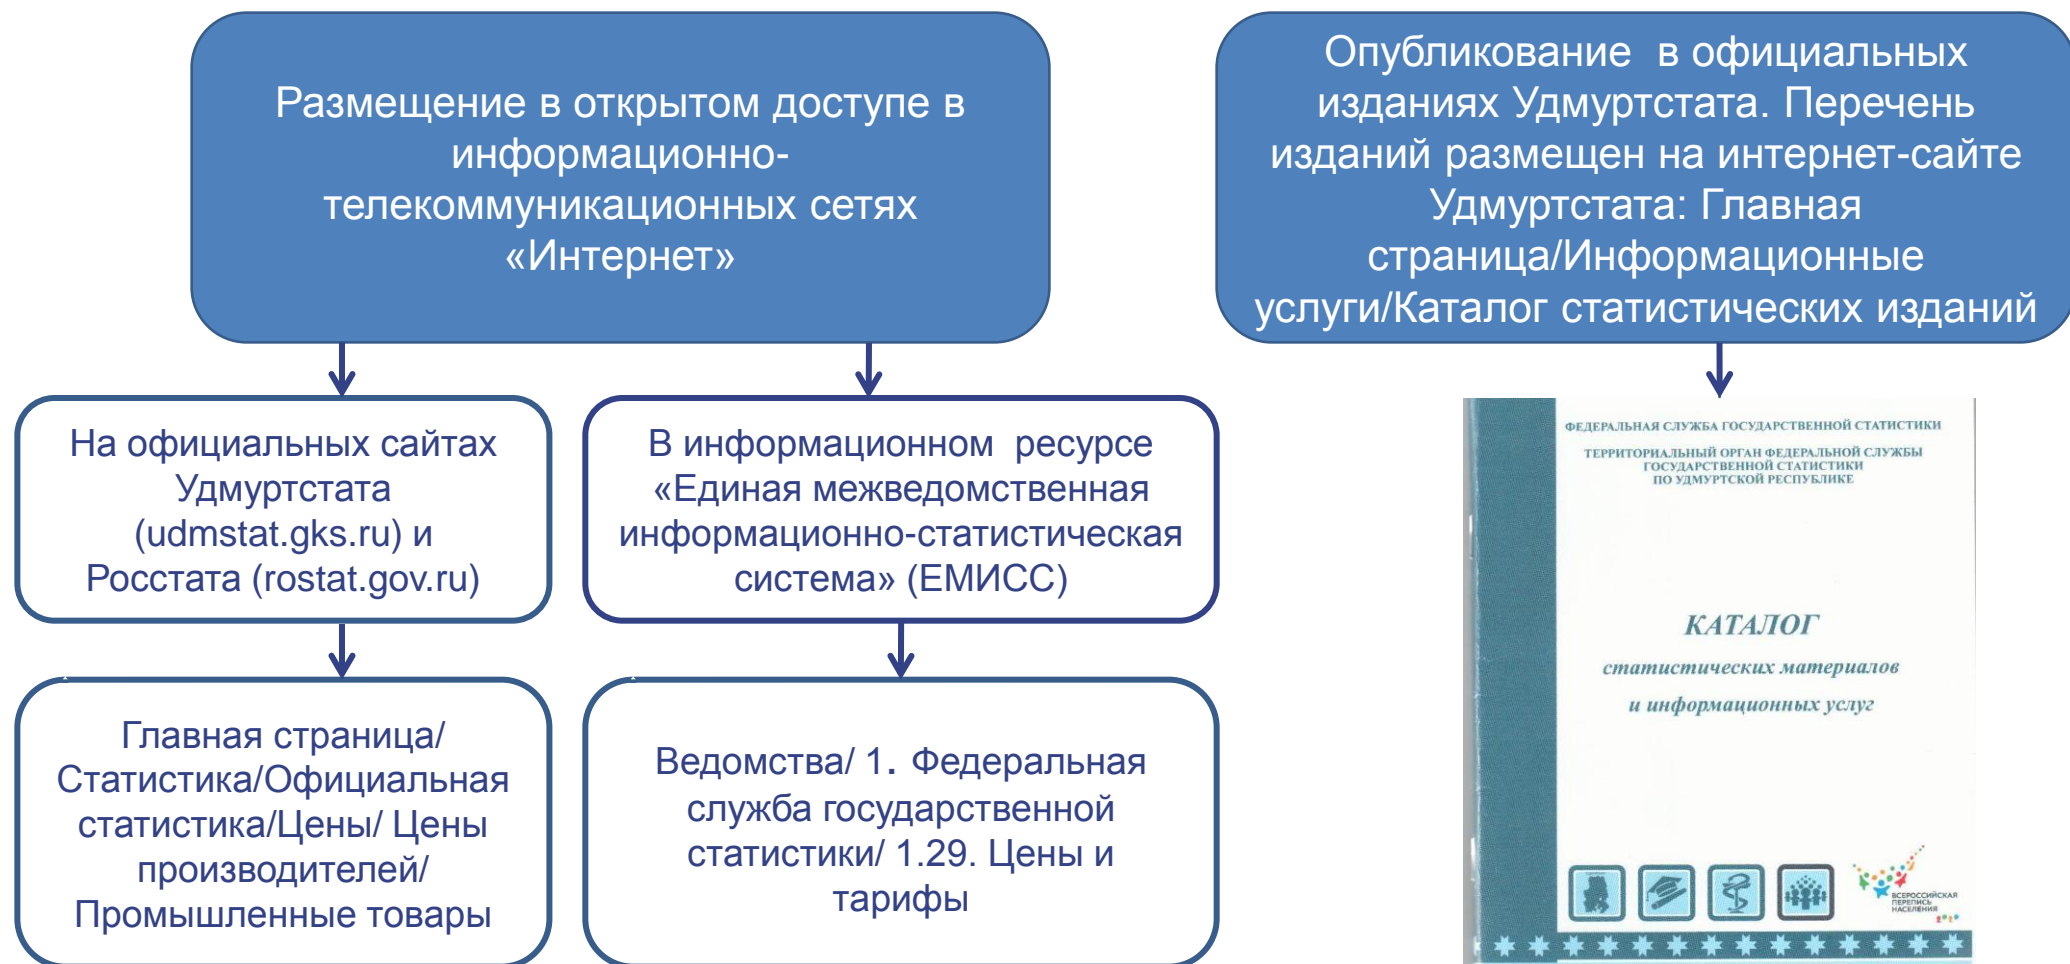 Размещение в открытом доступе в
информационно-
телекоммуникационных сетях
«Интернет»
Опубликование  в официальных
изданиях Удмуртстата. Перечень
изданий размещен на интернет-сайте
Удмуртстата: Главная
страница/Информационные
услуги/Каталог статистических изданий
На официальных сайтах
Удмуртстата
(udmstat.gks.ru) и
Росстата (rostat.gov.ru)
В информационном  ресурсе
«Единая межведомственная
информационно-статистическая
система» (ЕМИСС)
Главная страница/
Статистика/Официальная
статистика/Цены/ Цены
производителей/
Промышленные товары
Ведомства/ 1. Федеральная
служба государственной
статистики/ 1.29. Цены и
тарифы
ФЕДЕРАЛЬНАЯ СЛУЖБА ГОСУДАРСТВЕННОЙ СТАТИСТИКИ
ТЕРРИТОРИАЛЬНЫЙ ОРГАН ФЕДЕРАЛЬНОЙ СЛУЖБЫ
ГОСУДАРСТВЕННОЙ СТАТИСТИКИ
ПО УДМУРТСКОЙ РЕСПУБЛИКЕ
КАТАЛОГ
статистических материалов
и информационных услуг
ВСЕРОССИЙСКАЯ
ПЕРЕПИСЬ
НАСЕЛЕНИЯ
2020